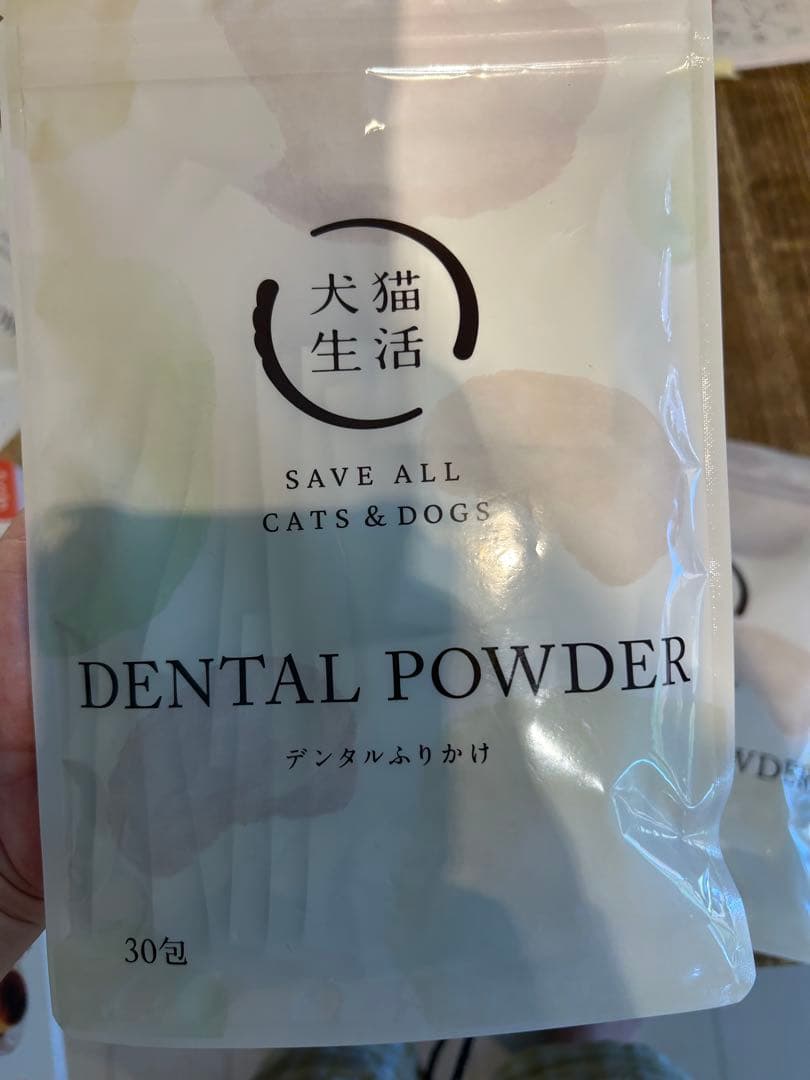 犬猫
生活
SAVE ALL
CATS & DOGS
DENTAL POWDER
デンタルふりかけ
30包